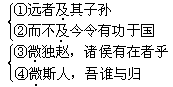 ①远者及其子孙
②而不及今令有功于国
③微独赵，诸侯有在者乎
④微斯人，吾谁与归